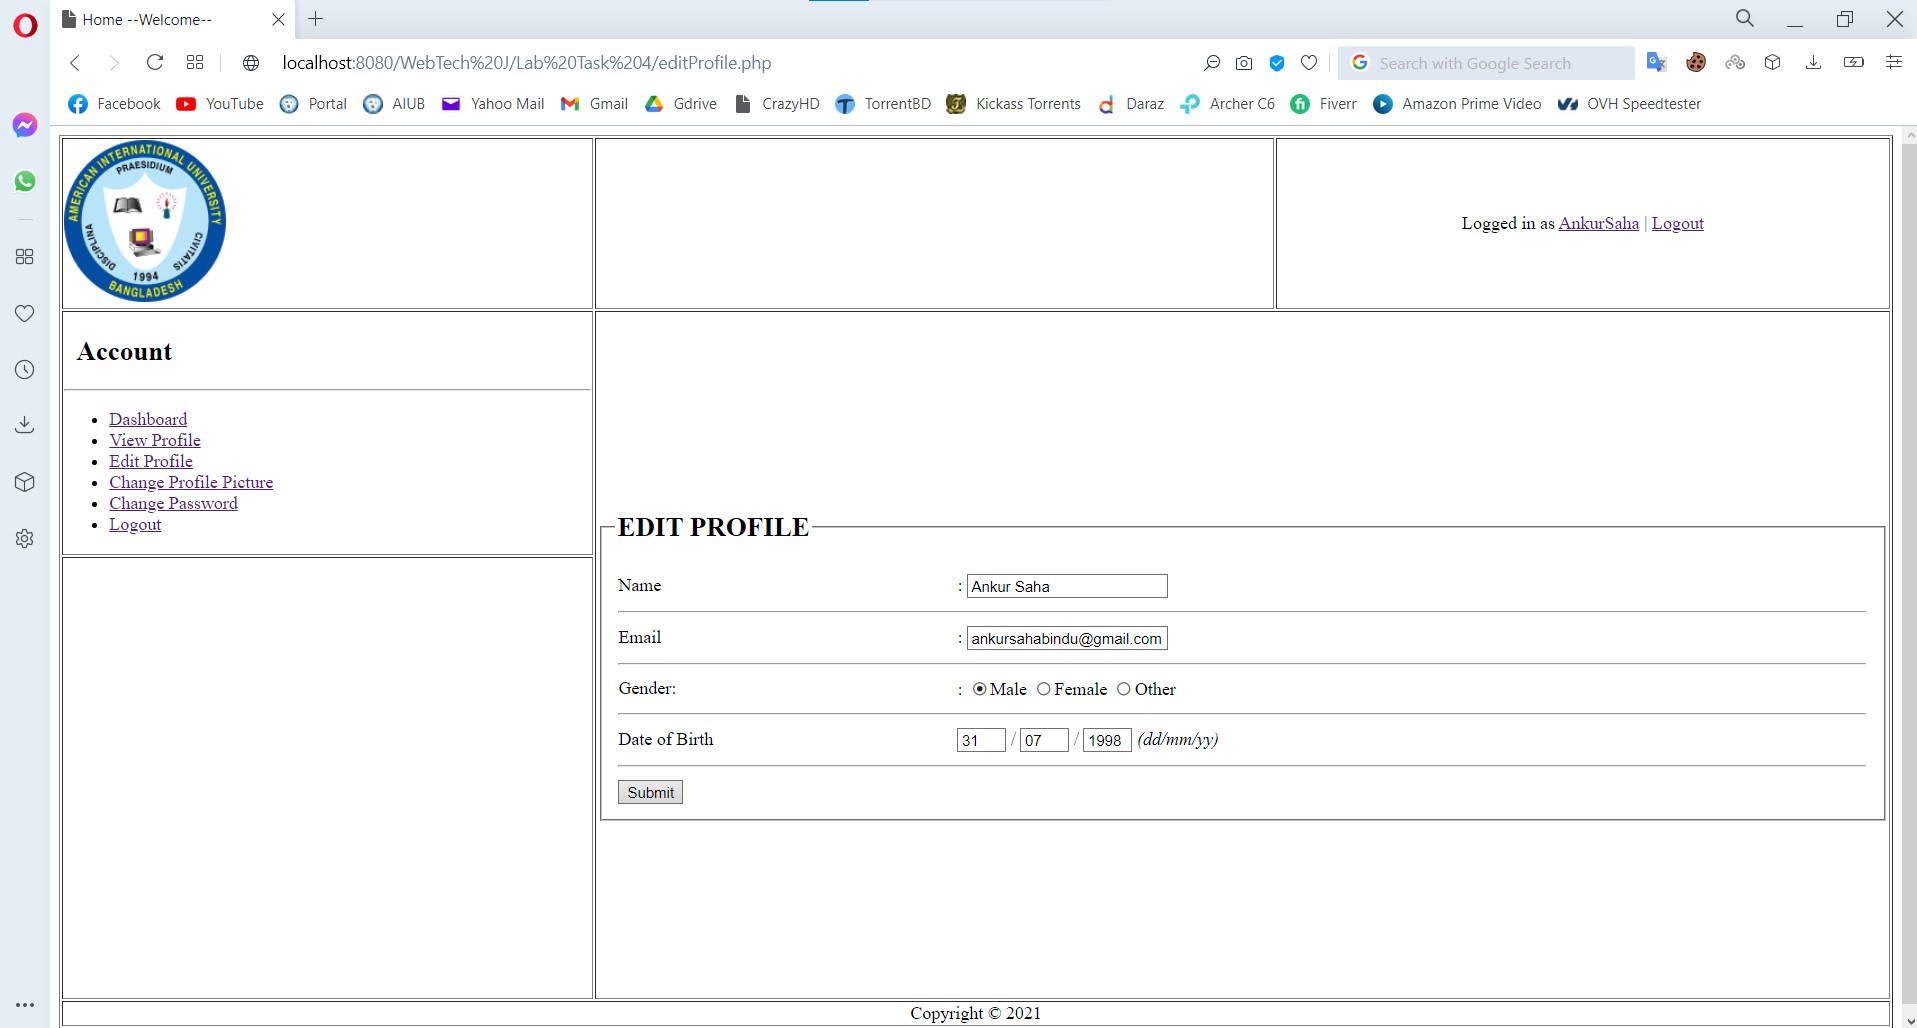 Home --Welcome--
localhost:8080/WebTech%20J/Lab%20Task%204/editProfile.php
Search with Google Search
Facebook YouTube Portal AIUB Yahoo Mail Gmail Gdrive CrazyHD TorrentBD Kickass Torrents Daraz Archer C6 Fiverr Amazon Prime Video OVH Speedtester
AMERICAN INTERNATIONAL UNIVERSITY
PRAESIDIUM
DISCIPLINA
CIVITATIS
1994
BANGLADESH
Logged in as AnkurSaha | Logout
Account
Dashboard
View Profile
Edit Profile
Change Profile Picture
Change Password
Logout
EDIT PROFILE
Name : Ankur Saha
Email : ankursahabindu@gmail.com
Gender: : Male Female Other
Date of Birth 31 / 07 / 1998 (dd/mm/yy)
Submit
Copyright © 2021